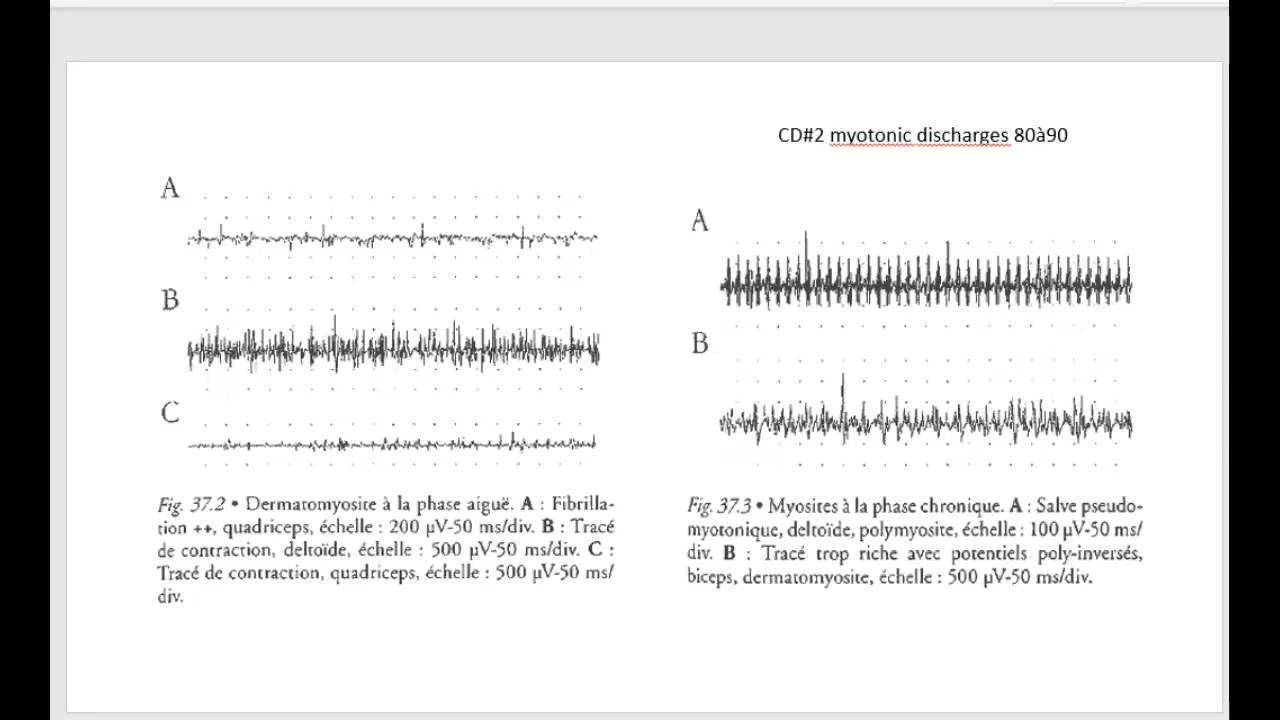 CD#2 myotonic discharges 80à90
A
B
C
Fig. 37.2 • Dermatomyosite à la phase aiguë. A : Fibrilla-
tion ++, quadriceps, échelle : 200 µV-50 ms/div. B : Tracé
de contraction, deltoïde, échelle : 500 µV-50 ms/div. C :
Tracé de contraction, quadriceps, échelle : 500 µV-50 ms/
div.
A
B
Fig. 37.3 • Myosites à la phase chronique. A : Salve pseudo-
myotonique, deltoïde, polymyosite, échelle : 100 µV-50 ms/
div. B : Tracé trop riche avec potentiels poly-inversés,
biceps, dermatomyosite, échelle : 500 µV-50 ms/div.